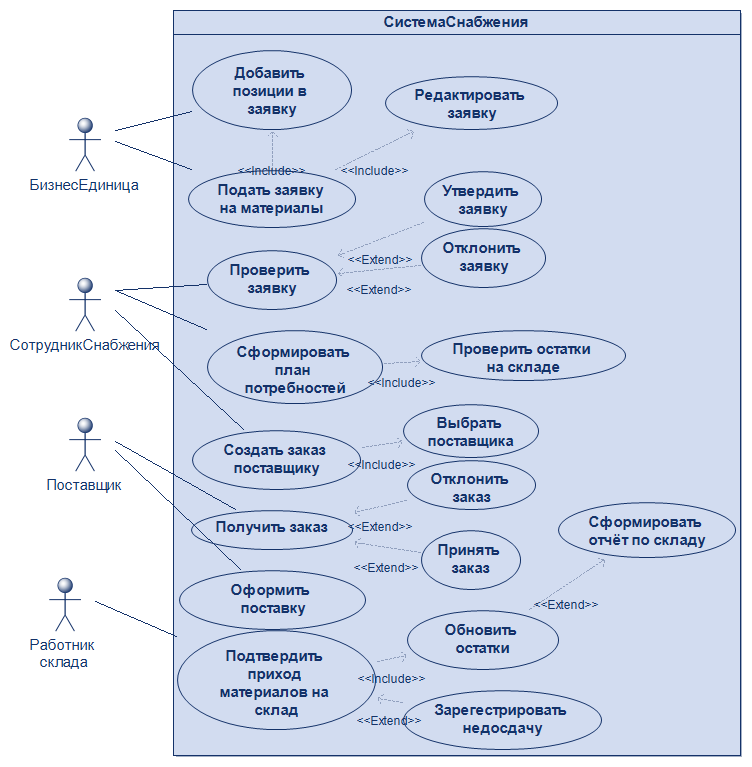 СистемаСнабжения
Добавить
позиции в
заявку
Редактировать
заявку
БизнесЕдиница
<<Include>>
<<Include>>
Подать заявку
на материалы
Утвердить
заявку
Отклонить
заявку
<<Extend>>
<<Extend>>
Проверить
заявку
СотрудникСнабжения
Сформировать
план
потребностей
<<Include>>
Проверить остатки
на складе
Создать заказ
поставщику
<<Include>>
Выбрать
поставщика
Поставщик
Отклонить
заказ
Получить заказ
<<Extend>>
<<Extend>>
Принять
заказ
Сформировать
отчёт по складу
Оформить
поставку
<<Extend>>
Работник
склада
Обновить
остатки
Подтвердить
приход
материалов на
склад
<<Include>>
<<Extend>>
Зарегестрировать
недосдачу